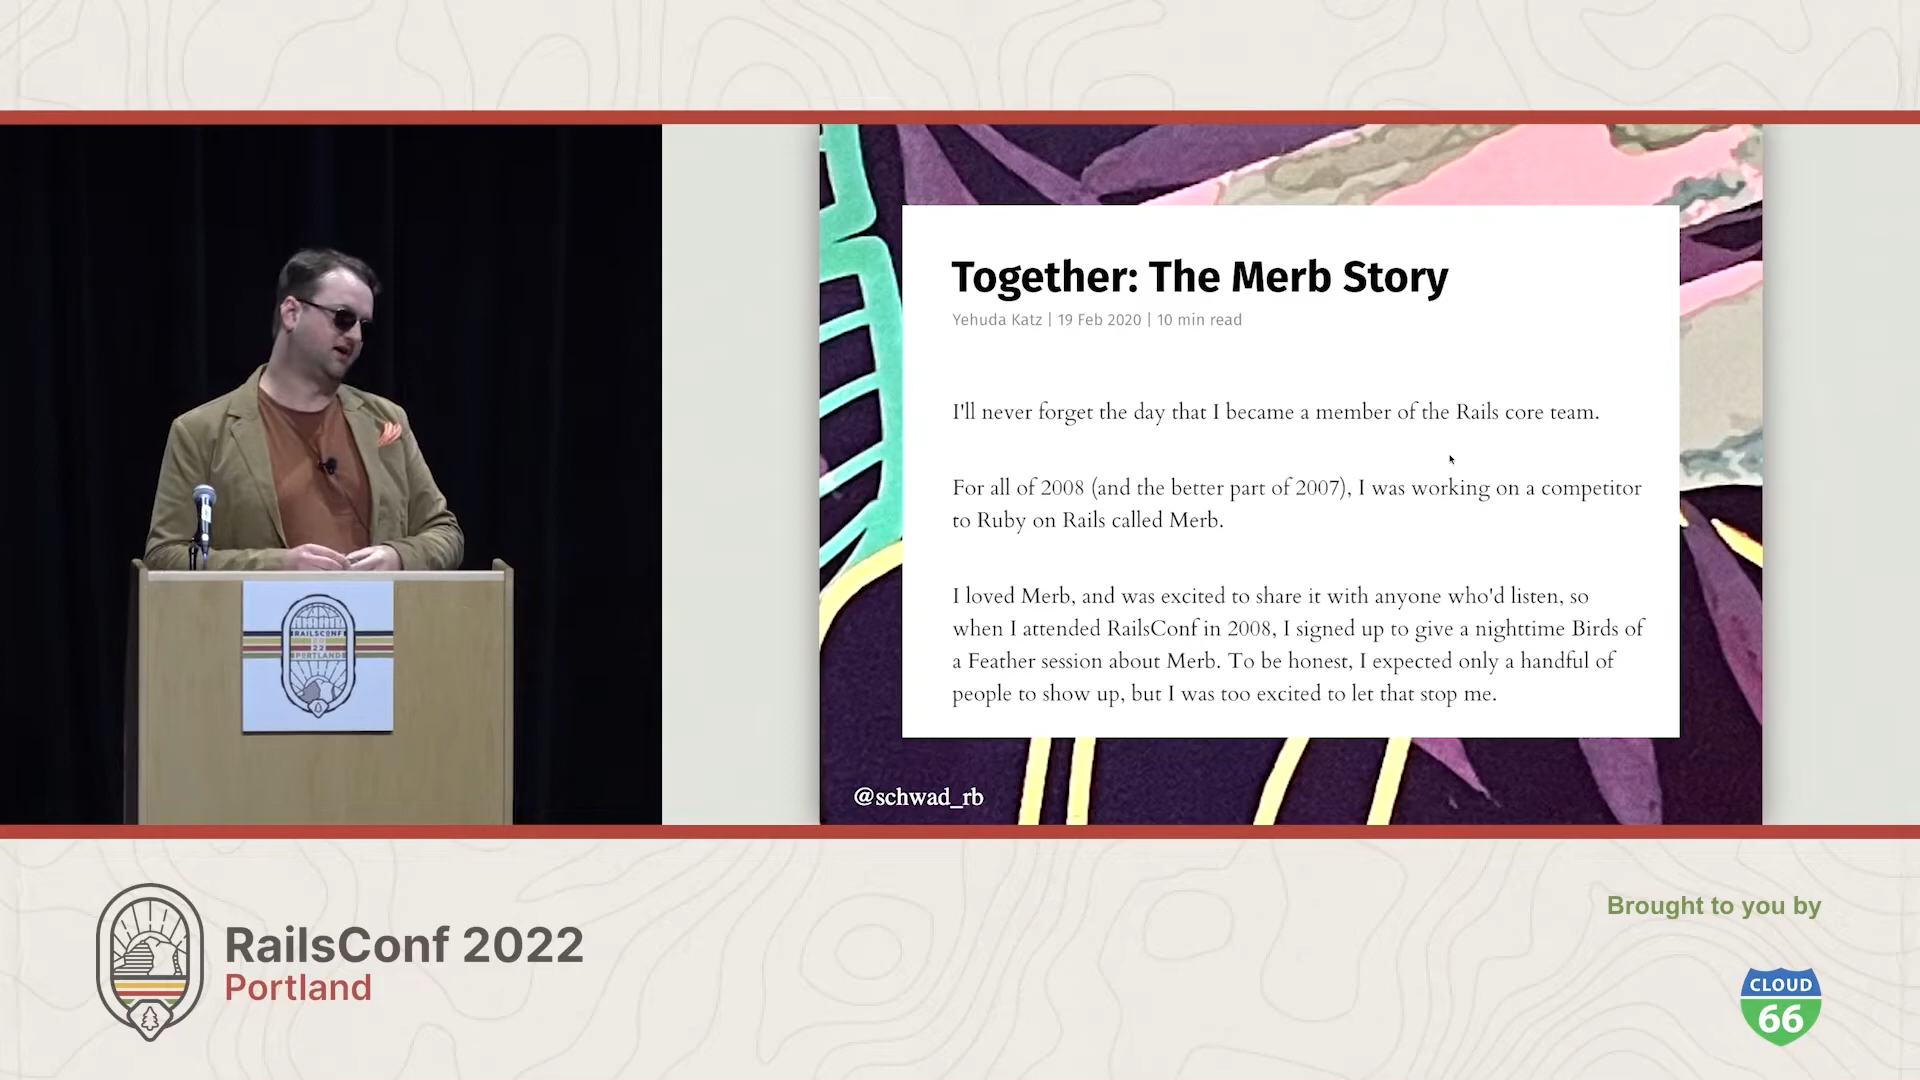 Together: The Merb Story
Yehuda Katz | 19 Feb 2020 | 10 min read
I'll never forget the day that I became a member of the Rails core team.
For all of 2008 (and the better part of 2007), I was working on a competitor
to Ruby on Rails called Merb.
I loved Merb, and was excited to share it with anyone who'd listen, so
when I attended RailsConf in 2008, I signed up to give a nighttime Birds of
a Feather session about Merb. To be honest, I expected only a handful of
people to show up, but I was too excited to let that stop me.
@schwad_rb
RAILSCONF
20
22
PORTLAND
RailsConf 2022
Portland
Brought to you by
CLOUD
66